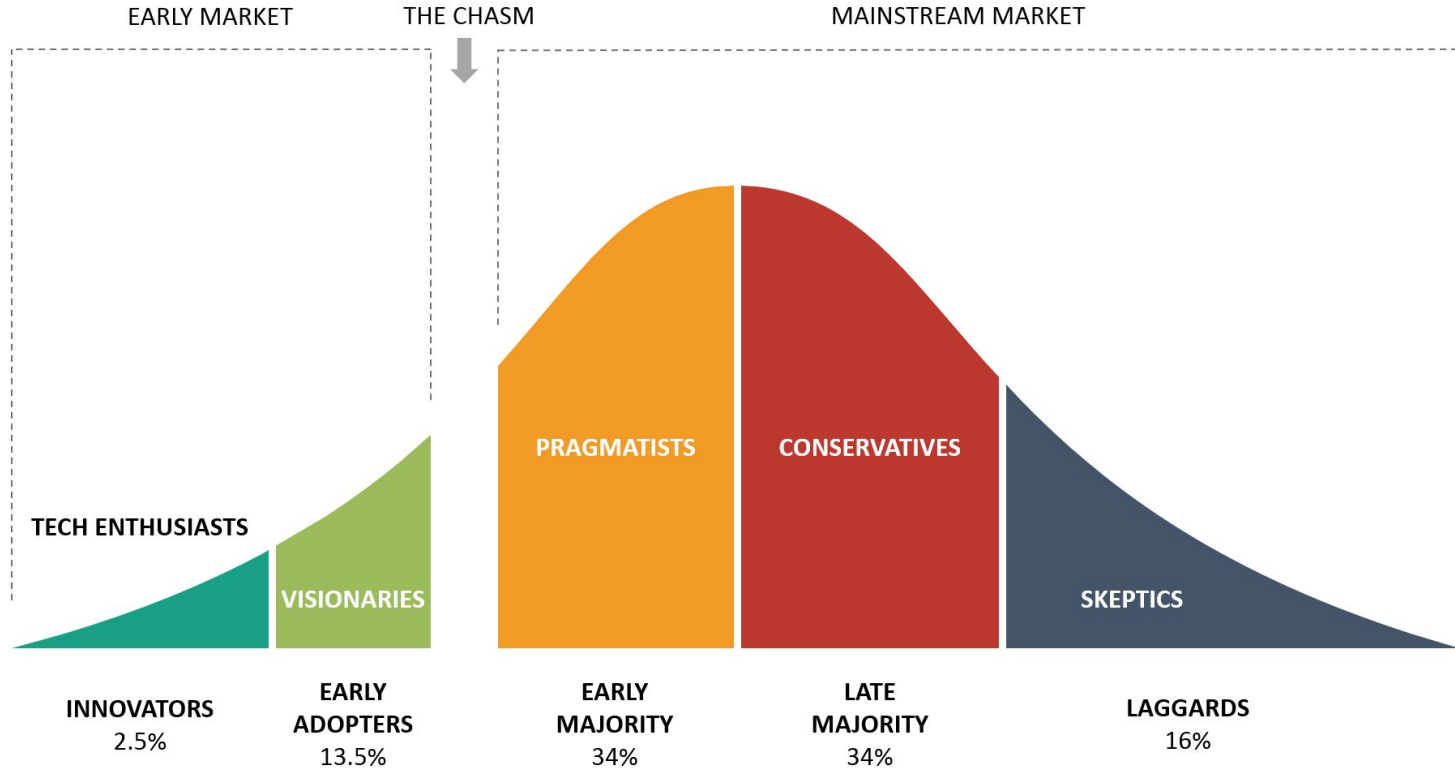 EARLY MARKET
THE CHASM
MAINSTREAM MARKET
TECH ENTHUSIASTS
VISIONARIES
PRAGMATISTS
CONSERVATIVES
SKEPTICS
INNOVATORS
2.5%
EARLY
ADOPTERS
13.5%
EARLY
MAJORITY
34%
LATE
MAJORITY
34%
LAGGARDS
16%